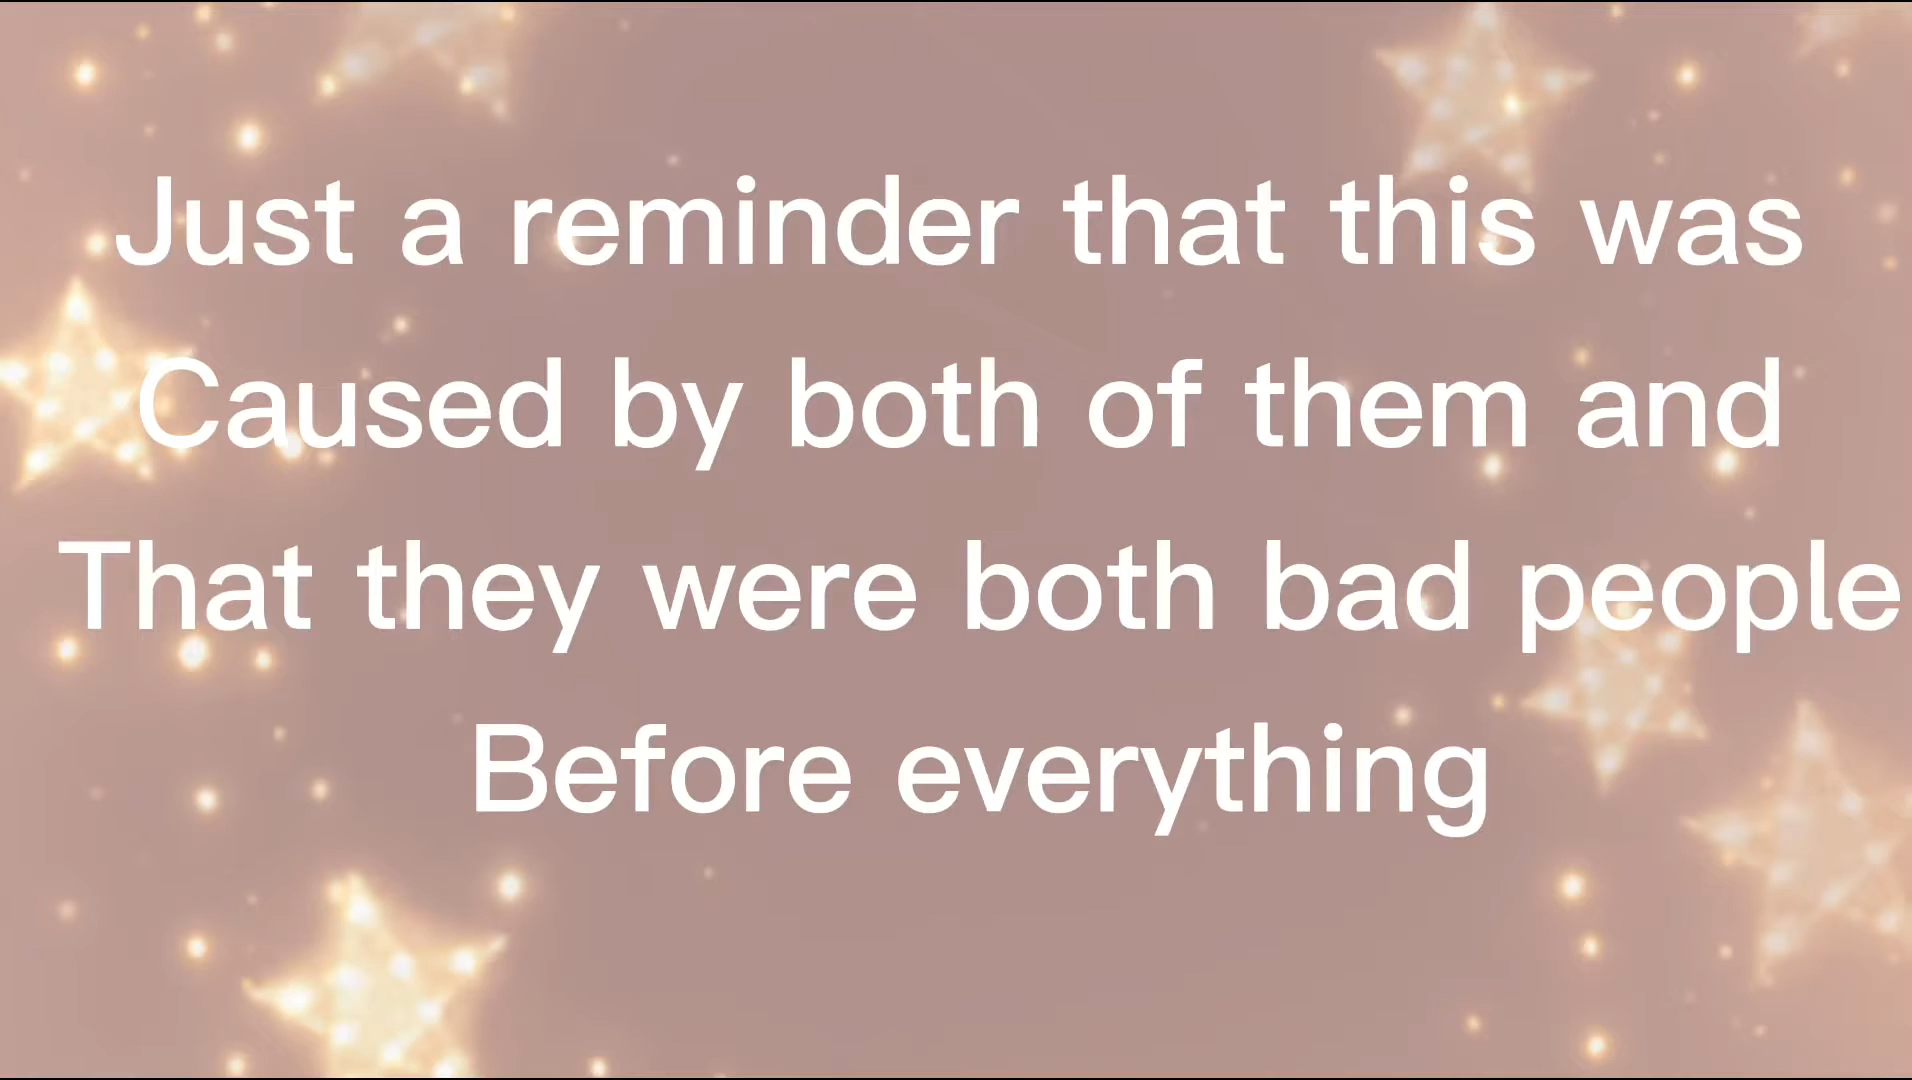 Just a reminder that this was
Caused by both of them and
That they were both bad people
Before everything